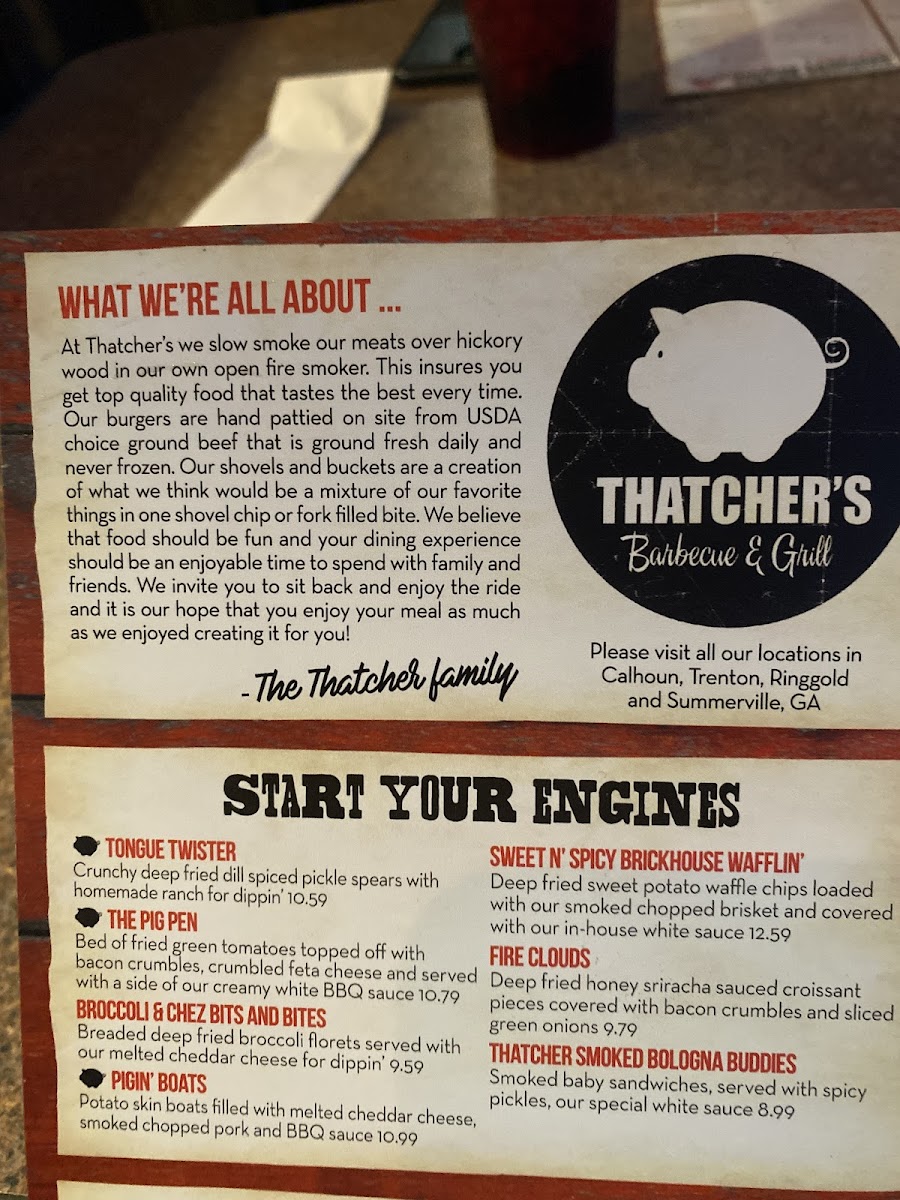 WHAT WE'RE ALL ABOUT ...
At Thatcher's we slow smoke our meats over hickory
wood in our own open fire smoker. This insures you
get top quality food that tastes the best every time.
Our burgers are hand pattied on site from USDA
choice ground beef that is ground fresh daily and
never frozen. Our shovels and buckets are a creation
of what we think would be a mixture of our favorite
things in one shovel chip or fork filled bite. We believe
that food should be fun and your dining experience
should be an enjoyable time to spend with family and
friends. We invite you to sit back and enjoy the ride
and it is our hope that you enjoy your meal as much
as we enjoyed creating it for you!
- The Thatcher family
THATCHER'S
Barbecue & Grill
Please visit all our locations in
Calhoun, Trenton, Ringgold
and Summerville, GA
START YOUR ENGINES
TONGUE TWISTER
Crunchy deep fried dill spiced pickle spears with
homemade ranch for dippin' 10.59
THE PIG PEN
Bed of fried green tomatoes topped off with
bacon crumbles, crumbled feta cheese and served
with a side of our creamy white BBQ sauce 10.79
BROCCOLI & CHEZ BITS AND BITES
Breaded deep fried broccoli florets served with
our melted cheddar cheese for dippin' 9.59
PIGIN' BOATS
Potato skin boats filled with melted cheddar cheese,
smoked chopped pork and BBQ sauce 10.99
SWEET N' SPICY BRICKHOUSE WAFFLIN'
Deep fried sweet potato waffle chips loaded
with our smoked chopped brisket and covered
with our in-house white sauce 12.59
FIRE CLOUDS
Deep fried honey sriracha sauced croissant
pieces covered with bacon crumbles and sliced
green onions 9.79
THATCHER SMOKED BOLOGNA BUDDIES
Smoked baby sandwiches, served with spicy
pickles, our special white sauce 8.99